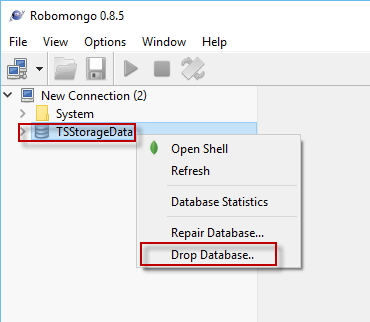 Robomongo 0.8.5
File View Options Window Help
New Connection (2)
System
TSStorageData
Open Shell
Refresh
Database Statistics
Repair Database...
Drop Database..